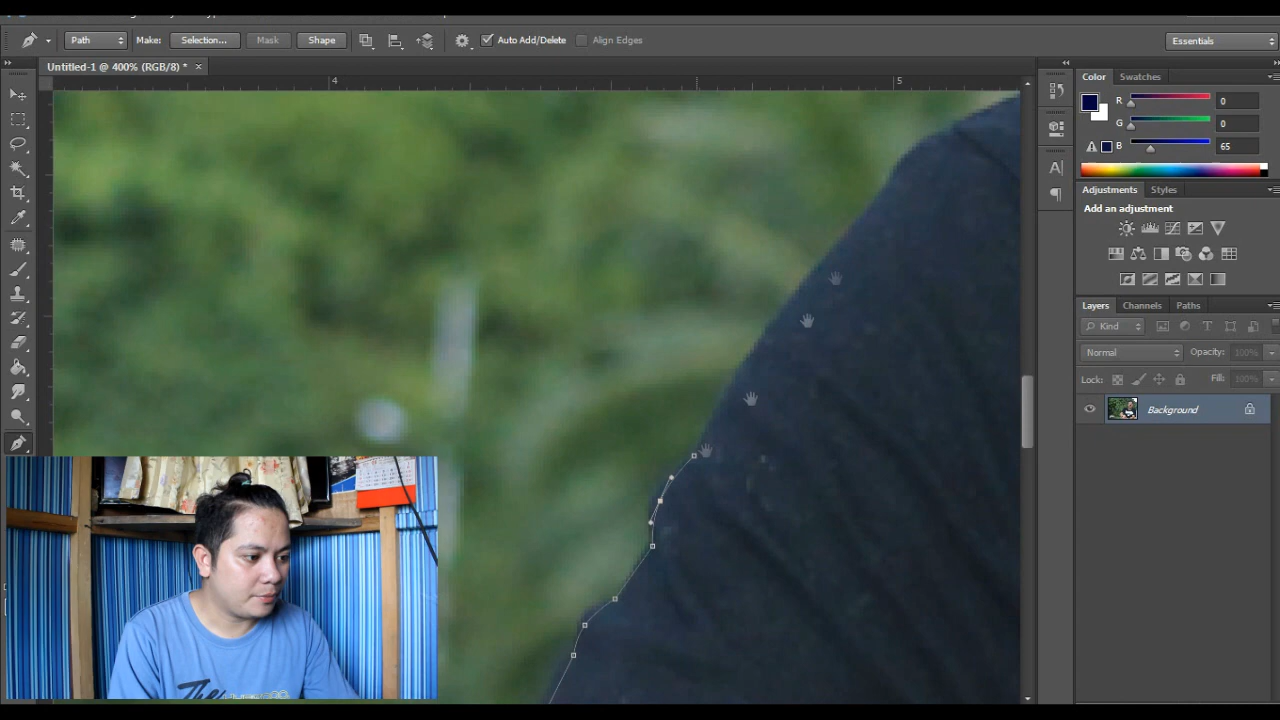 Path
Make:
Selection...
Mask
Shape
Auto Add/Delete
Align Edges
Essentials
Untitled-1 @ 400% (RGB/8) *
4
5
Color
Swatches
R
0
G
0
B
65
Adjustments
Styles
Add an adjustment
Layers
Channels
Paths
Kind
Normal
Opacity:
100%
Lock:
Fill:
100%
Background
The